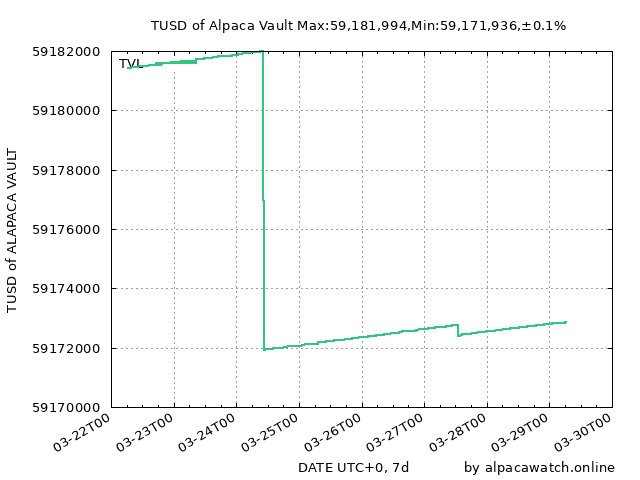 TUSD of Alpaca Vault Max:59,181,994,Min:59,171,936,±0.1%
59182000
TVL
59180000
59178000
59176000
59174000
59172000
59170000
TUSD of ALAPACA VAULT
03-22T00
03-23T00
03-24T00
03-25T00
03-26T00
03-27T00
03-28T00
03-29T00
03-30T00
DATE UTC+0, 7d
by alpacawatch.online